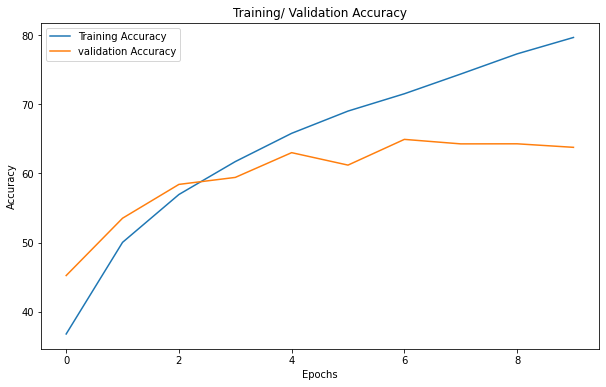 Training/ Validation Accuracy
Training Accuracy
validation Accuracy
80
70
60
50
40
Accuracy
0 2 4 6 8
Epochs